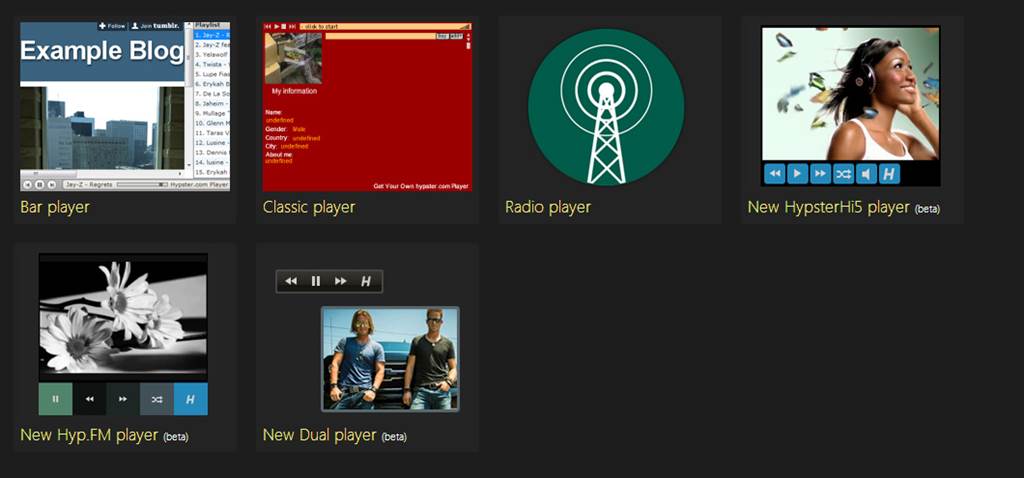 Follow Join tumblr.
Playlist
Example Blog
1. Jay-Z - R
2. Jay-Z fea
3. Yelawolf
4. Twista -
5. Lupe Fias
6. Erykah B
7. De La So
8. Jaheim -
9. Mullage
10. Glenn M
11. Taras V
12. lusine -
13. Dennis
14. lusine -
15. Erykah B
Jay-Z - Regrets Hypster.com Player
Bar player
click to start
My information
Name:
undefined
Gender: Male
Country: undefined
City: undefined
About me
undefined
Get Your Own hypster.com Player
Classic player
Radio player
H
New HypsterHi5 player (beta)
H
New Hyp.FM player (beta)
H
New Dual player (beta)